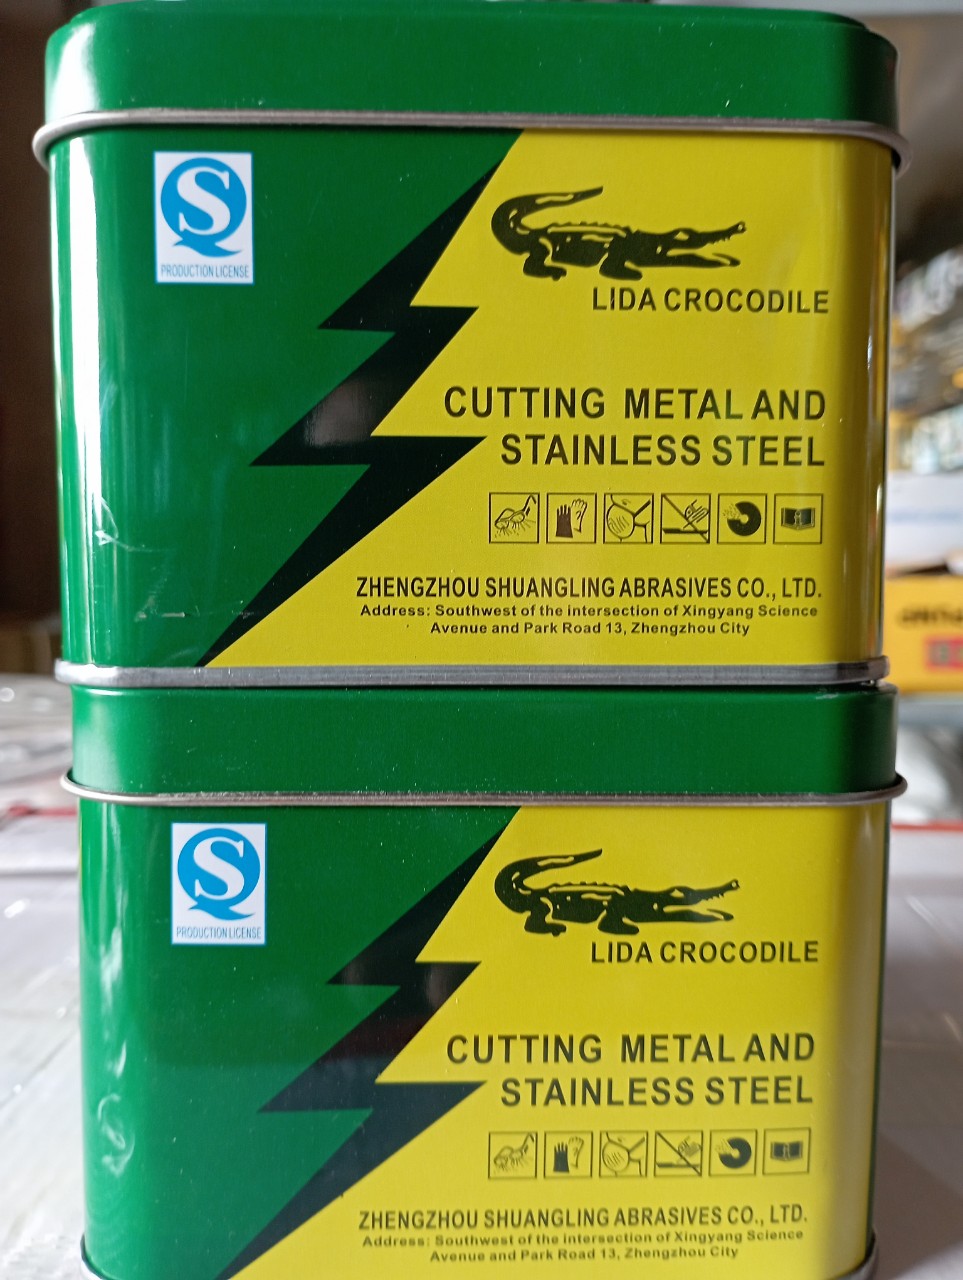 S
PRODUCTION LICENSE
LIDA CROCODILE
CUTTING METAL AND
STAINLESS STEEL
ZHENGZHOU SHUANGLING ABRASIVES CO., LTD.
Address: Southwest of the intersection of Xingyang Science
Avenue and Park Road 13, Zhengzhou City
S
PRODUCTION LICENSE
LIDA CROCODILE
CUTTING METAL AND
STAINLESS STEEL
ZHENGZHOU SHUANGLING ABRASIVES CO., LTD.
Address: Southwest of the intersection of Xingyang Science
Avenue and Park Road 13, Zhengzhou City